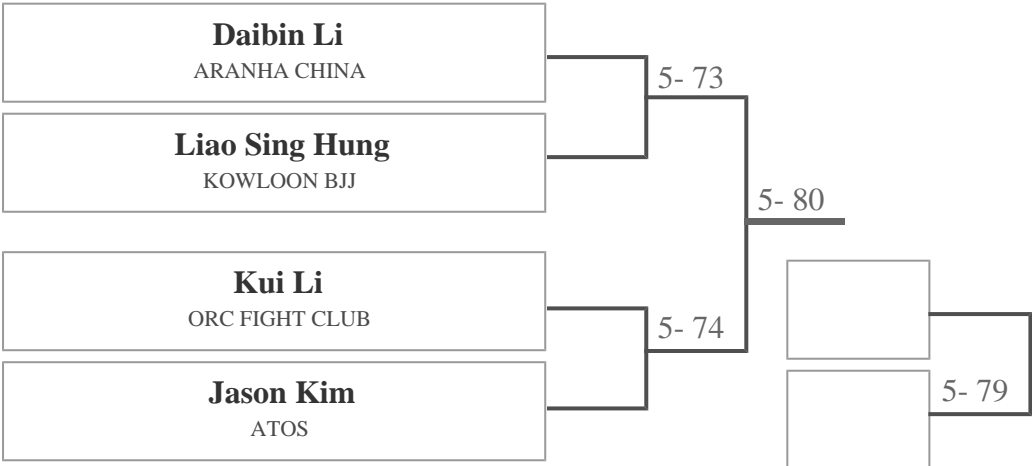 Daibin Li
ARANHA CHINA
5- 73
Liao Sing Hung
KOWLOON BJJ
5- 80
Kui Li
ORC FIGHT CLUB
5- 74
Jason Kim
ATOS
5- 79